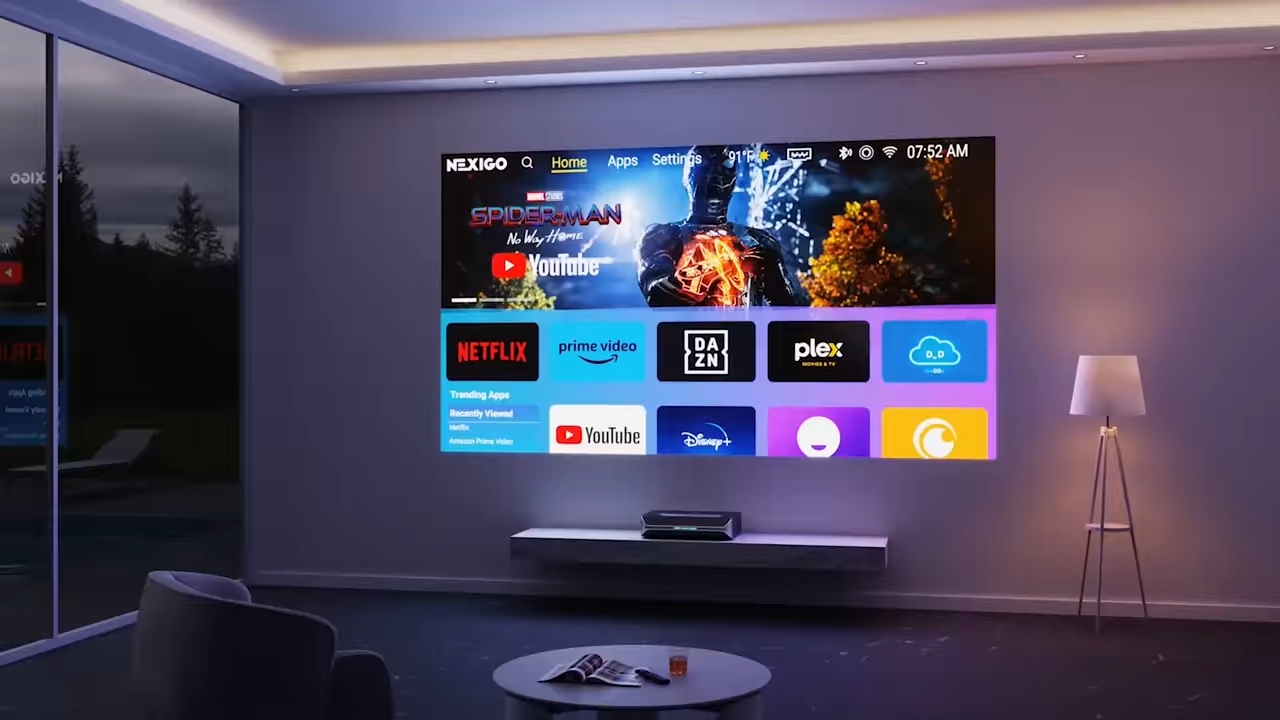 NEXIGO Home Apps Settings 91°F 07:52 AM
MARVEL STUDIOS
SPIDER-MAN
No Way Home
YouTube
NETFLIX prime video DAZN plex D_D
MOVIES & TV
Trending Apps
Recently Viewed
Netflix
Amazon Prime Video
YouTube Disney+